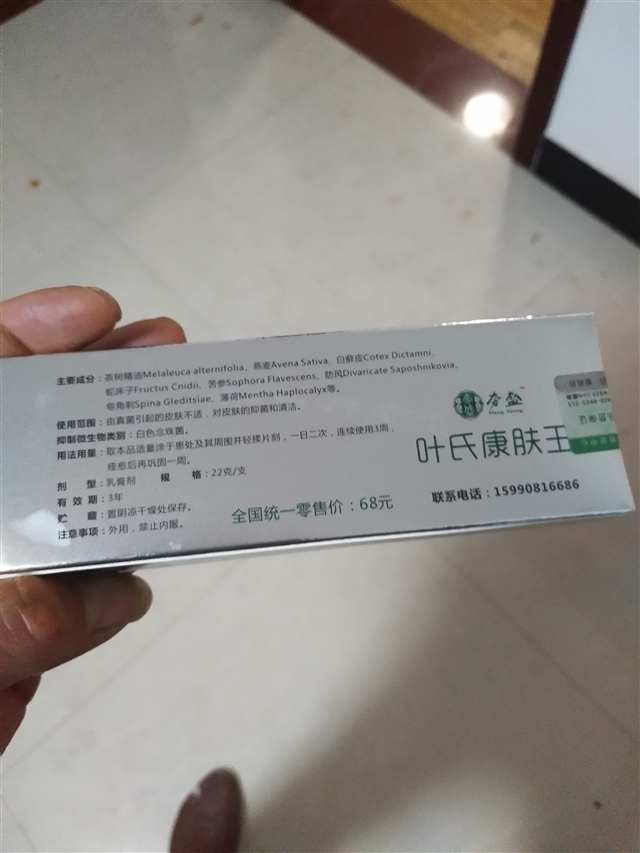 主要成分：茶树精油Melaleuca alternifolia、燕麦Avena Sativa、白藓皮Cotex Dictamni、
蛇床子Fructus Cnidii、苦参Sophora Flavescens、防风Divaricate Saposhnikovia、
皂角刺Spina Gleditsiae、薄荷Mentha Haplocalyx等。
使用范围：由真菌引起的皮肤不适，对皮肤的抑菌和清洁。
抑制微生物类别：白色念珠菌。
用法用量：取本品适量涂于患处及其周围并轻揉片刻，一日二次，连续使用3周，
痊愈后再巩固一周。
剂 型：乳膏剂 规 格：22克/支
有 效 期：3年
贮 藏：置阴凉干燥处保存。
注意事项：外用，禁止内服。
全国统一零售价：68元
叶氏康肤王
联系电话：15990816686